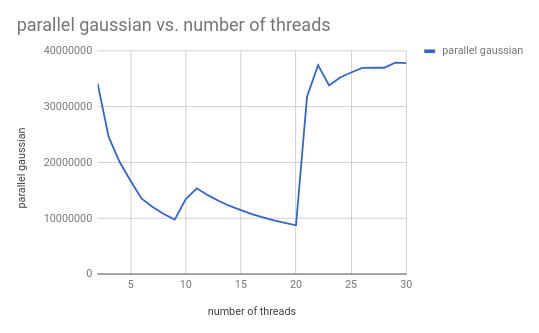 parallel gaussian vs. number of threads
parallel gaussian
40000000
30000000
20000000
10000000
0
parallel gaussian
5 10 15 20 25 30
number of threads